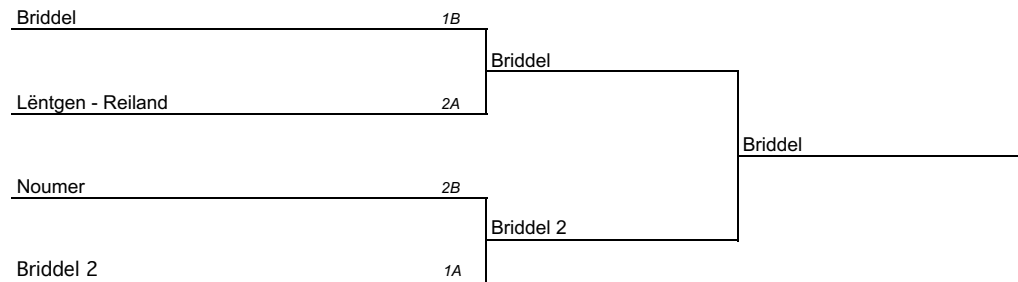 Briddel 1B
Briddel
Lëntgen - Reiland 2A
Briddel
Noumer 2B
Briddel 2
Briddel 2 1A